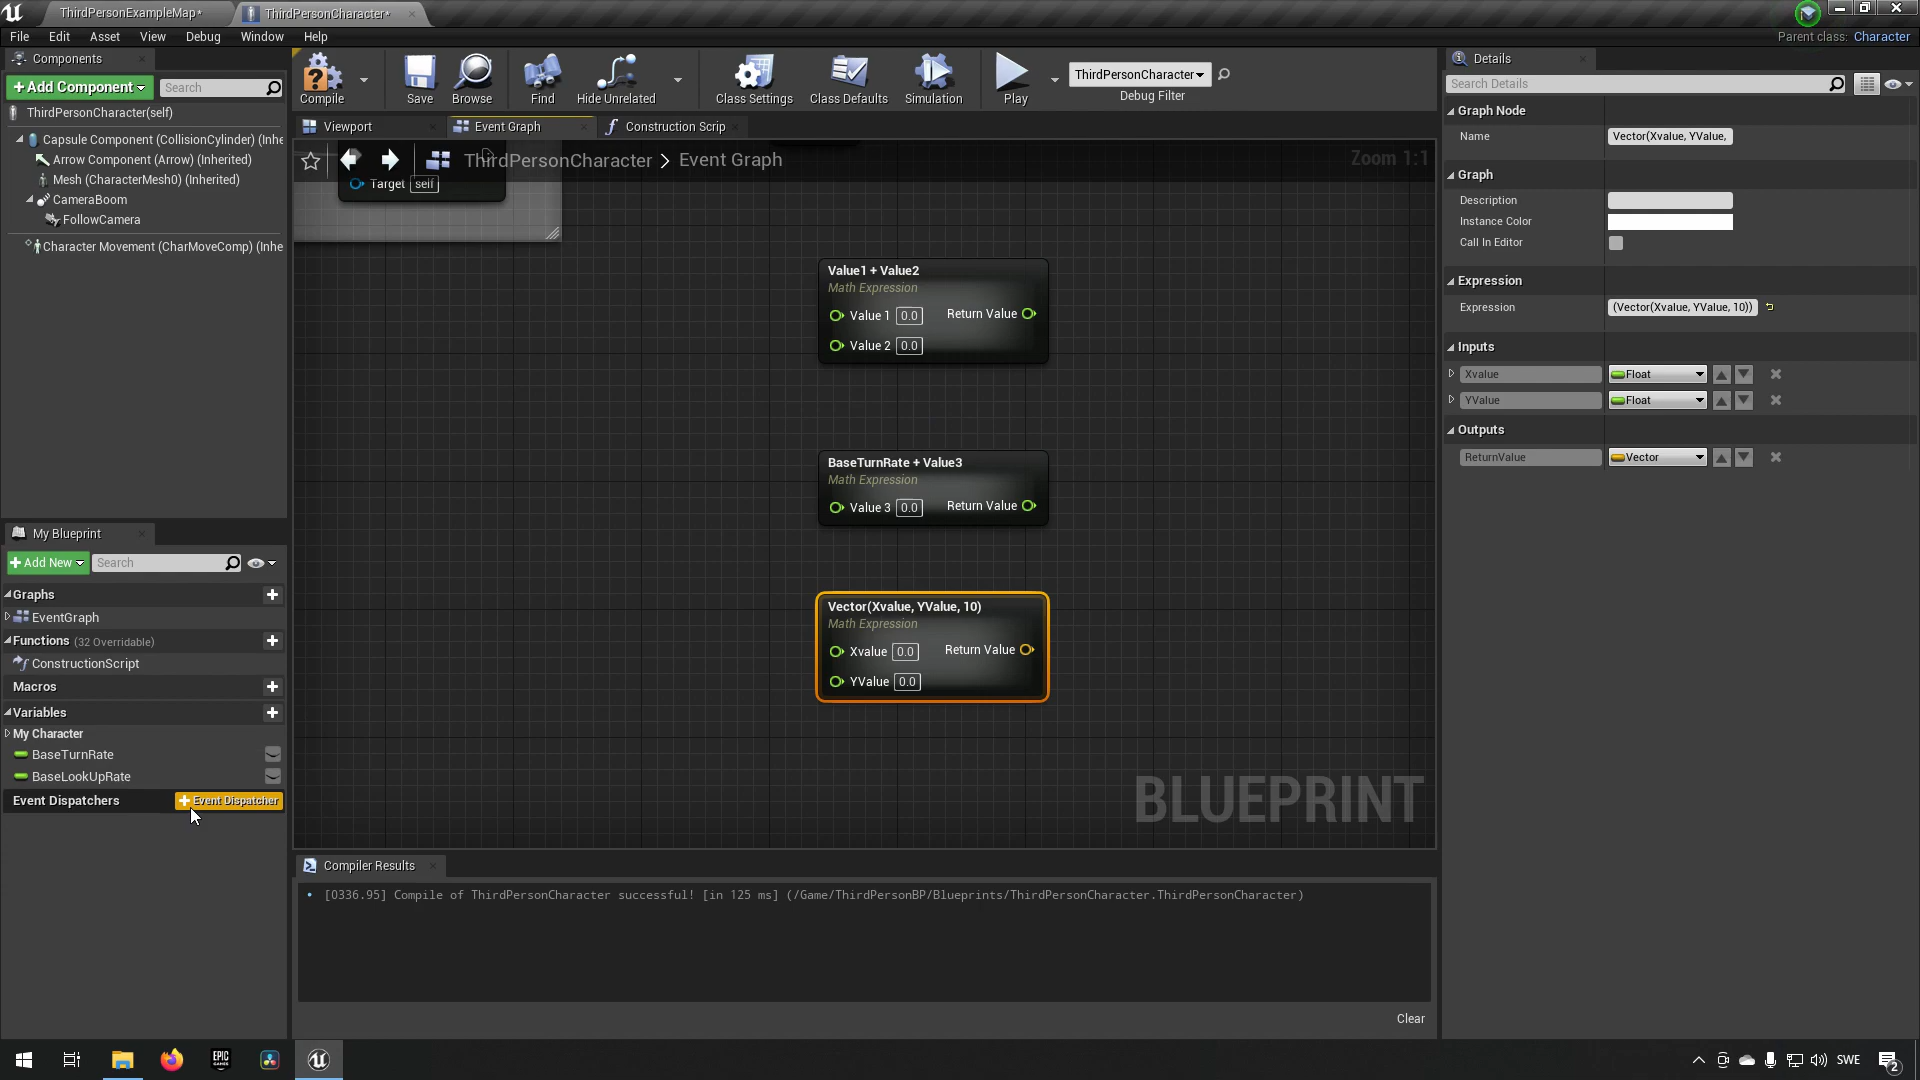 ThirdPersonExampleMap*
ThirdPersonCharacter*
File Edit Asset View Debug Window Help
Parent class: Character
Components
+Add Component
Search
ThirdPersonCharacter(self)
Capsule Component (CollisionCylinder) (Inhe
Arrow Component (Arrow) (Inherited)
Mesh (CharacterMesh0) (Inherited)
CameraBoom
FollowCamera
Character Movement (CharMoveComp) (Inhe
My Blueprint
+Add New
Search
Graphs
EventGraph
Functions (32 Overridable)
ConstructionScript
Macros
Variables
My Character
BaseTurnRate
BaseLookUpRate
Event Dispatchers
+Event Dispatcher
Compile
Save
Browse
Find
Hide Unrelated
Class Settings
Class Defaults
Simulation
Play
ThirdPersonCharacter
Debug Filter
Viewport
Event Graph
Construction Scrip
ThirdPersonCharacter > Event Graph
Zoom 1:1
Target self
Value1 + Value2
Math Expression
Value 1 0.0
Return Value
Value 2 0.0
BaseTurnRate + Value3
Math Expression
Value 3 0.0
Return Value
Vector(Xvalue, YValue, 10)
Math Expression
Xvalue 0.0
Return Value
YValue 0.0
BLUEPRINT
Compiler Results
[0336.95] Compile of ThirdPersonCharacter successful! [in 125 ms] (/Game/ThirdPersonBP/Blueprints/ThirdPersonCharacter.ThirdPersonCharacter)
Clear
Details
Search Details
Graph Node
Name
Vector(Xvalue, YValue,
Graph
Description
Instance Color
Call In Editor
Expression
Expression
(Vector(Xvalue, YValue, 10))
Inputs
Xvalue
Float
YValue
Float
Outputs
ReturnValue
Vector
EPIC
GAMES
SWE
2